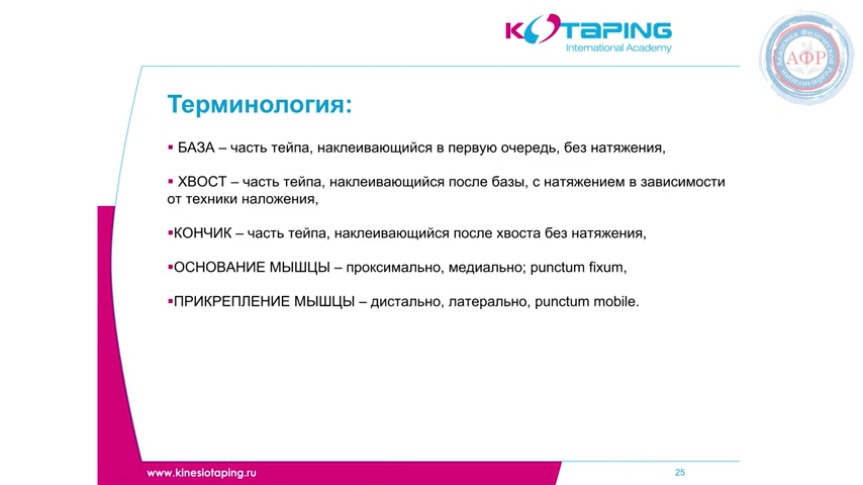 K TAPING
International Academy
АФР
Терминология:
▪ БАЗА – часть тейпа, наклеивающийся в первую очередь, без натяжения,
▪ ХВОСТ – часть тейпа, наклеивающийся после базы, с натяжением в зависимости
от техники наложения,
▪КОНЧИК – часть тейпа, наклеивающийся после хвоста без натяжения,
▪ОСНОВАНИЕ МЫШЦЫ – проксимально, медиально; punctum fixum,
▪ПРИКРЕПЛЕНИЕ МЫШЦЫ – дистально, латерально, punctum mobile.
www.kinesiotaping.ru
25